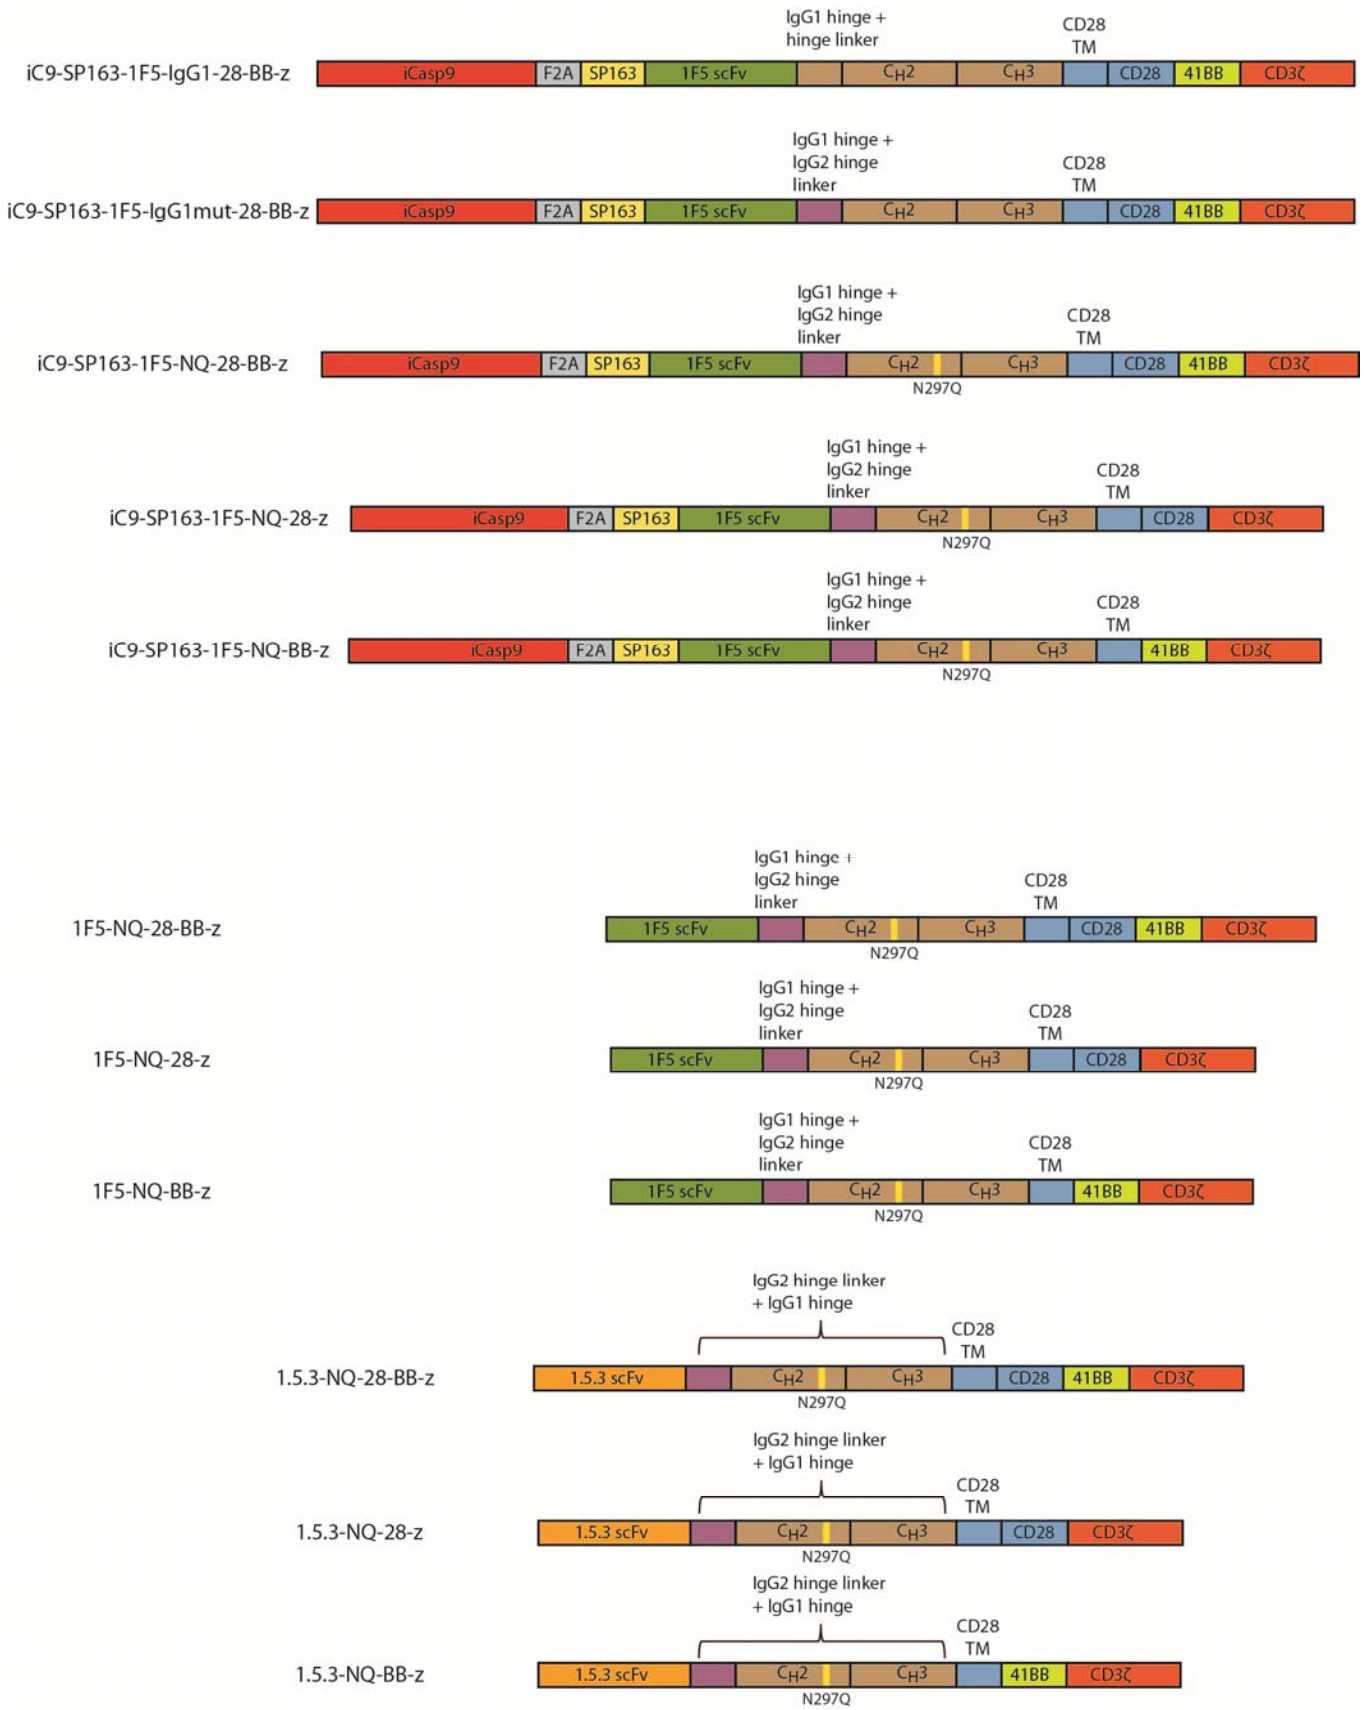 IgG1 hinge +
hinge linker
CD28
TM
iC9-SP163-1F5-IgG1-28-BB-z
iCasp9 F2A SP163 1F5 scFv CH2 CH3 CD28 41BB CD3ζ
IgG1 hinge +
IgG2 hinge
linker
CD28
TM
iC9-SP163-1F5-IgG1mut-28-BB-z
iCasp9 F2A SP163 1F5 scFv CH2 CH3 CD28 41BB CD3ζ
IgG1 hinge +
IgG2 hinge
linker
CD28
TM
iC9-SP163-1F5-NQ-28-BB-z
iCasp9 F2A SP163 1F5 scFv CH2 CH3 CD28 41BB CD3ζ
N297Q
IgG1 hinge +
IgG2 hinge
linker
CD28
TM
iC9-SP163-1F5-NQ-28-z
iCasp9 F2A SP163 1F5 scFv CH2 CH3 CD28 CD3ζ
N297Q
IgG1 hinge +
IgG2 hinge
linker
CD28
TM
iC9-SP163-1F5-NQ-BB-z
iCasp9 F2A SP163 1F5 scFv CH2 CH3 41BB CD3ζ
N297Q
IgG1 hinge +
IgG2 hinge
linker
CD28
TM
1F5-NQ-28-BB-z
1F5 scFv CH2 CH3 CD28 41BB CD3ζ
N297Q
IgG1 hinge +
IgG2 hinge
linker
CD28
TM
1F5-NQ-28-z
1F5 scFv CH2 CH3 CD28 CD3ζ
N297Q
IgG1 hinge +
IgG2 hinge
linker
CD28
TM
1F5-NQ-BB-z
1F5 scFv CH2 CH3 41BB CD3ζ
N297Q
IgG2 hinge linker
+ IgG1 hinge
CD28
TM
1.5.3-NQ-28-BB-z
1.5.3 scFv CH2 CH3 CD28 41BB CD3ζ
N297Q
IgG2 hinge linker
+ IgG1 hinge
CD28
TM
1.5.3-NQ-28-z
1.5.3 scFv CH2 CH3 CD28 CD3ζ
N297Q
IgG2 hinge linker
+ IgG1 hinge
CD28
TM
1.5.3-NQ-BB-z
1.5.3 scFv CH2 CH3 41BB CD3ζ
N297Q